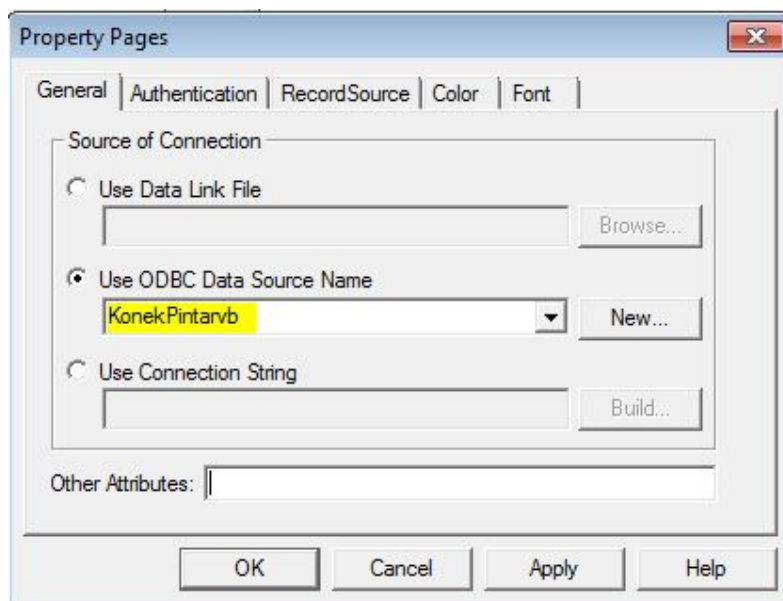 Property Pages
General Authentication RecordSource Color Font
Source of Connection
Use Data Link File
Browse...
Use ODBC Data Source Name
KonekPintarvb New...
Use Connection String
Build...
Other Attributes:
OK Cancel Apply Help